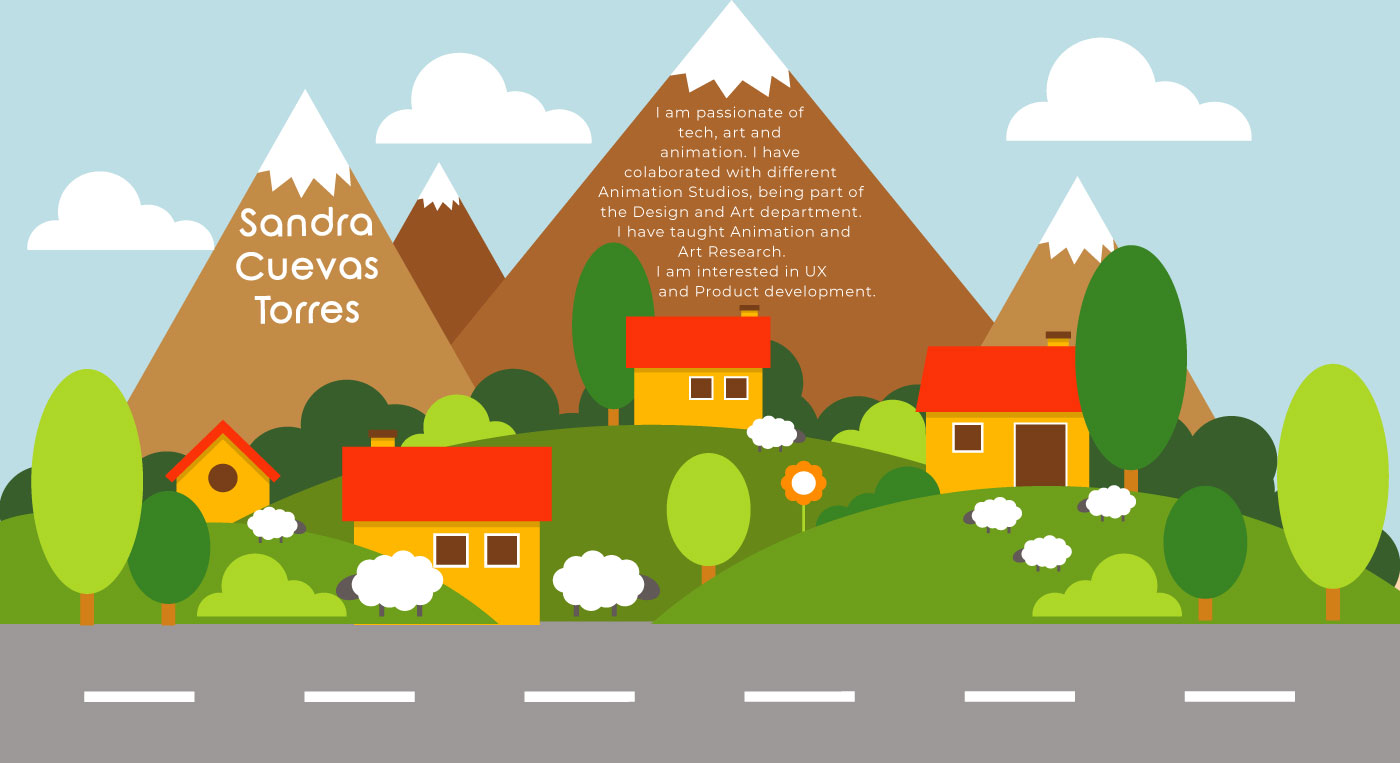 Sandra
Cuevas
Torres
I am passionate of
tech, art and
animation. I have
colaborated with different
Animation Studios, being part of
the Design and Art department.
I have taught Animation and
Art Research.
I am interested in UX
and Product development.